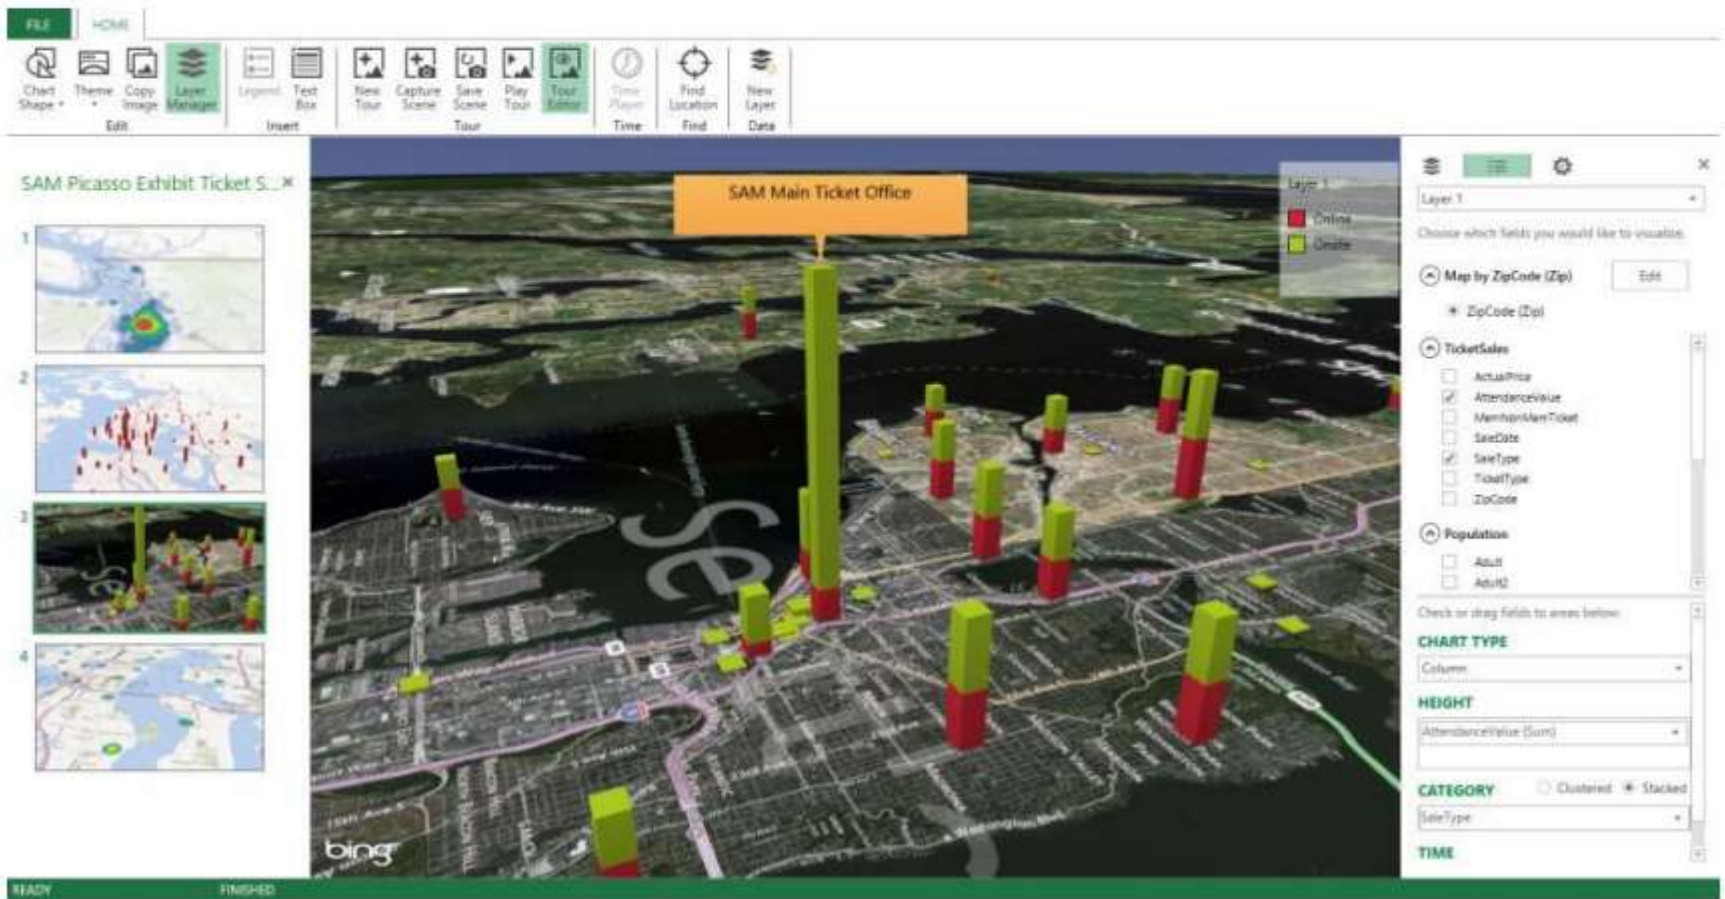 FILE
HOME
Chart Shape
Theme
Copy Image
Layer Manager
Edit
Legend
Text Box
Insert
New Tour
Capture Scene
Save Scene
Play Tour
Tour Editor
Tour
Time Player
Time
Find Location
Find
New Layer
Data
SAM Picasso Exhibit Ticket S...
1
2
3
4
SAM Main Ticket Office
Layer 1
Online
Onsite
Se
bing
Layer 1
Choose which fields you would like to visualize.
Map by ZipCode (Zip)
Edit
ZipCode (Zip)
TicketSales
ActualPrice
AttendanceValue
SaleDate
SaleType
TicketType
ZipCode
Population
Adult
Adult2
Check or drag fields to areas below:
CHART TYPE
Column
HEIGHT
AttendanceValue (Sum)
CATEGORY
Clustered
Stacked
SaleType
TIME
READY
FINISHED